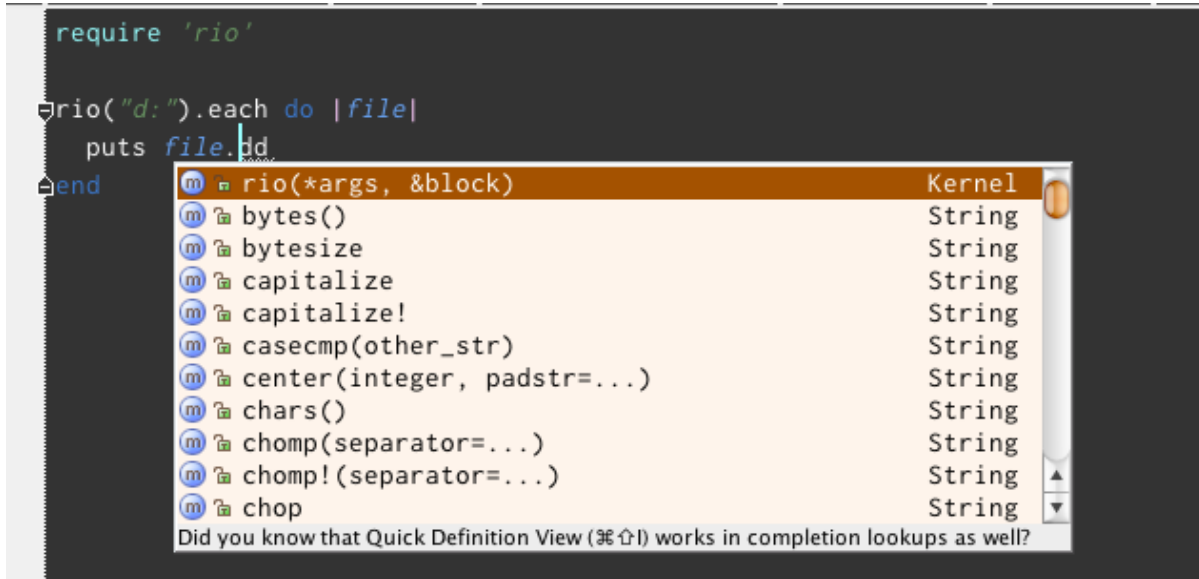 require 'rio'
rio("d:").each do |file|
puts file.dd
end
rio(*args, &block) Kernel
bytes() String
bytesize String
capitalize String
capitalize! String
casecmp(other_str) String
center(integer, padstr=...) String
chars() String
chomp(separator=...) String
chomp!(separator=...) String
chop String
Did you know that Quick Definition View (⌘⇧I) works in completion lookups as well?